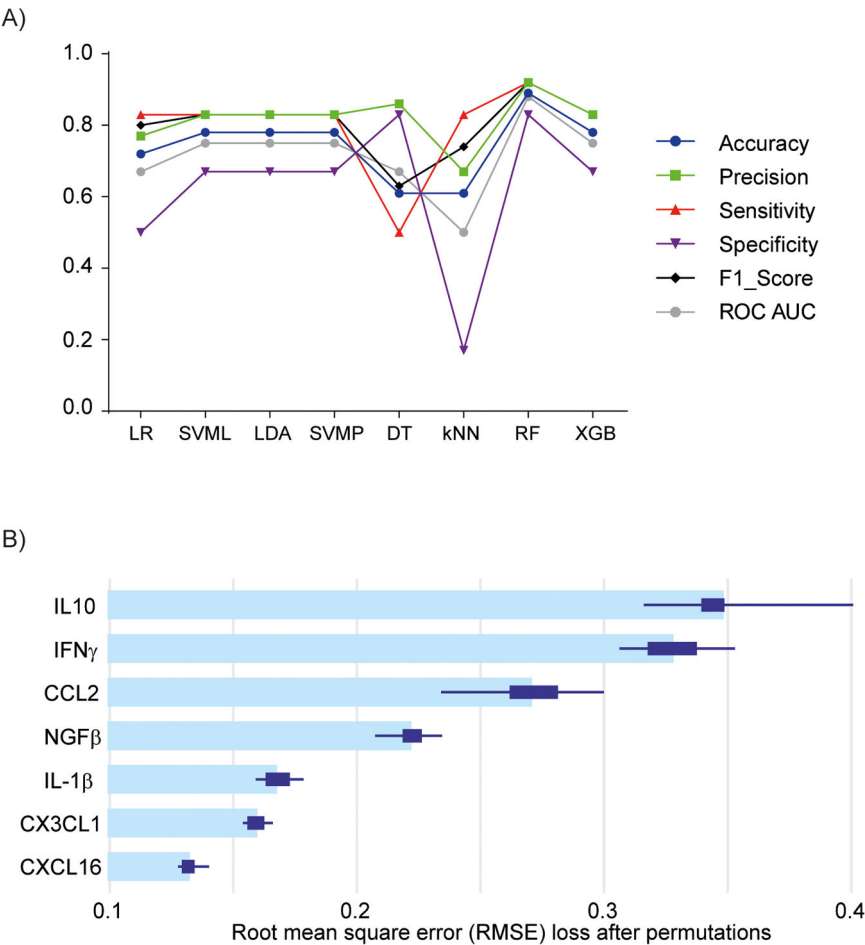 A)
1.0
0.8
0.6
0.4
0.2
0.0
LR SVML LDA SVMP DT kNN RF XGB
Accuracy
Precision
Sensitivity
Specificity
F1_Score
ROC AUC
B)
IL10
IFNγ
CCL2
NGFβ
IL-1β
CX3CL1
CXCL16
0.1 0.2 0.3 0.4
Root mean square error (RMSE) loss after permutations